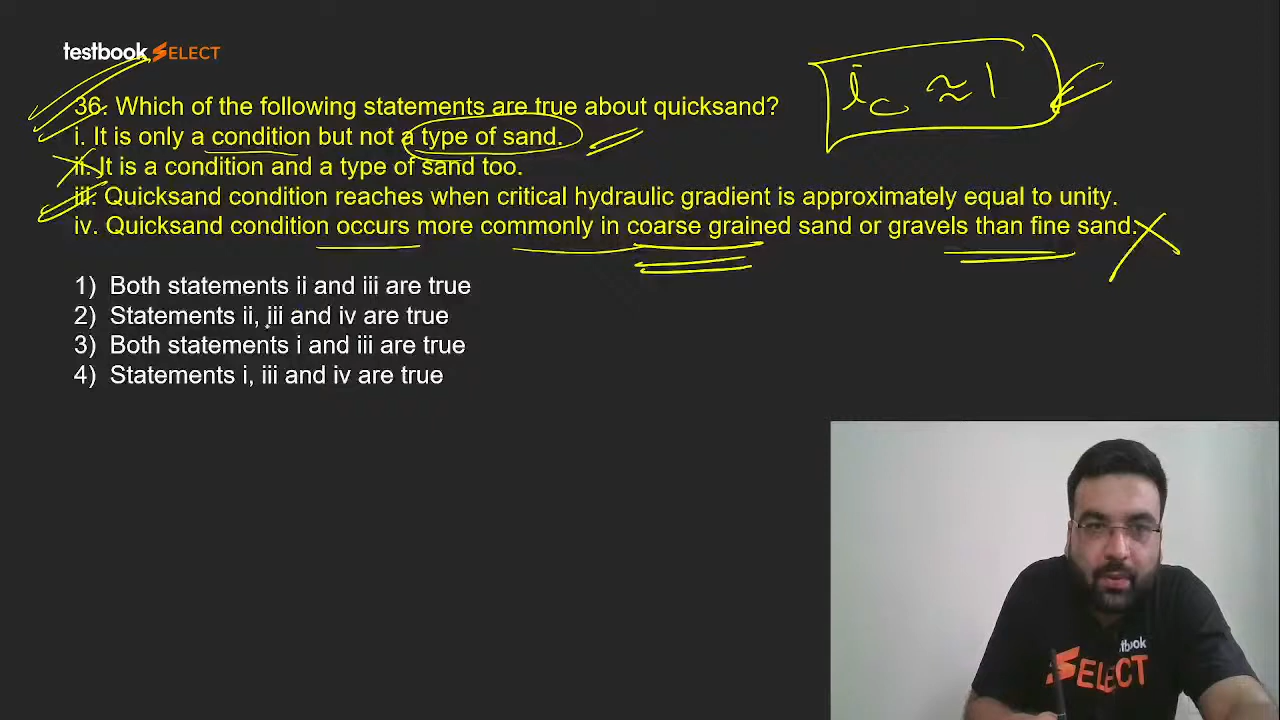 testbook SELECT
i_c ≈ 1
36. Which of the following statements are true about quicksand?
i. It is only a condition but not a type of sand.
ii. It is a condition and a type of sand too.
iii. Quicksand condition reaches when critical hydraulic gradient is approximately equal to unity.
iv. Quicksand condition occurs more commonly in coarse grained sand or gravels than fine sand.
1) Both statements ii and iii are true
2) Statements ii, iii and iv are true
3) Both statements i and iii are true
4) Statements i, iii and iv are true
tbook
SELECT